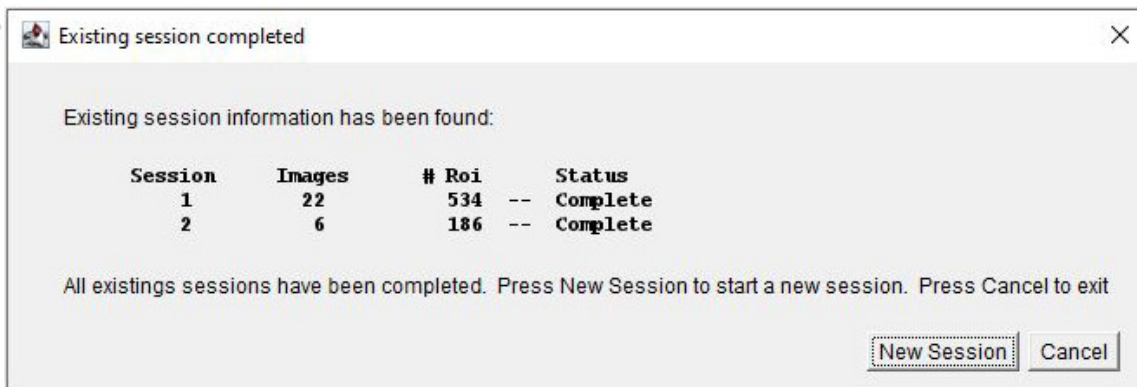 Existing session completed
Existing session information has been found:
Session Images # Roi Status
1 22 534 -- Complete
2 6 186 -- Complete
All existings sessions have been completed. Press New Session to start a new session. Press Cancel to exit
New Session Cancel